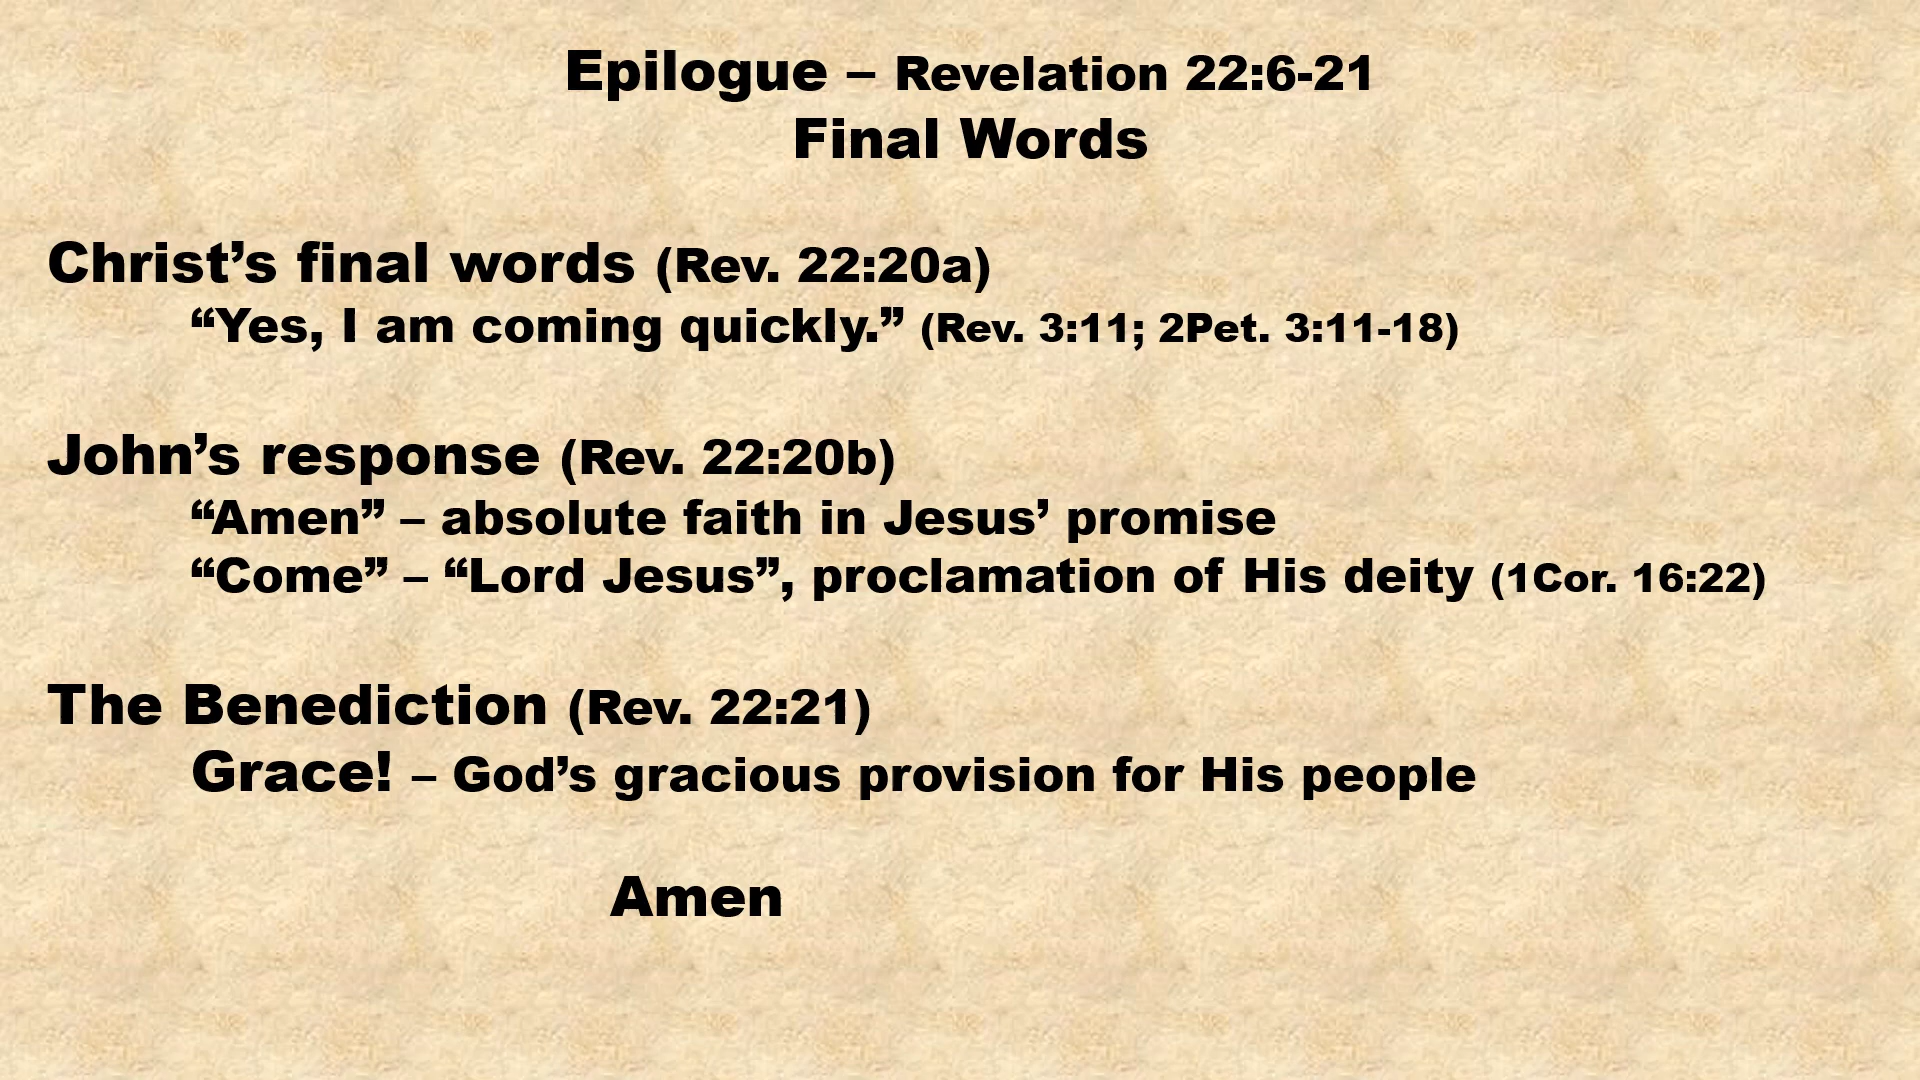 Epilogue – Revelation 22:6-21
Final Words
Christ’s final words (Rev. 22:20a)
“Yes, I am coming quickly.” (Rev. 3:11; 2Pet. 3:11-18)
John’s response (Rev. 22:20b)
“Amen” – absolute faith in Jesus’ promise
“Come” – “Lord Jesus”, proclamation of His deity (1Cor. 16:22)
The Benediction (Rev. 22:21)
Grace! – God’s gracious provision for His people
Amen